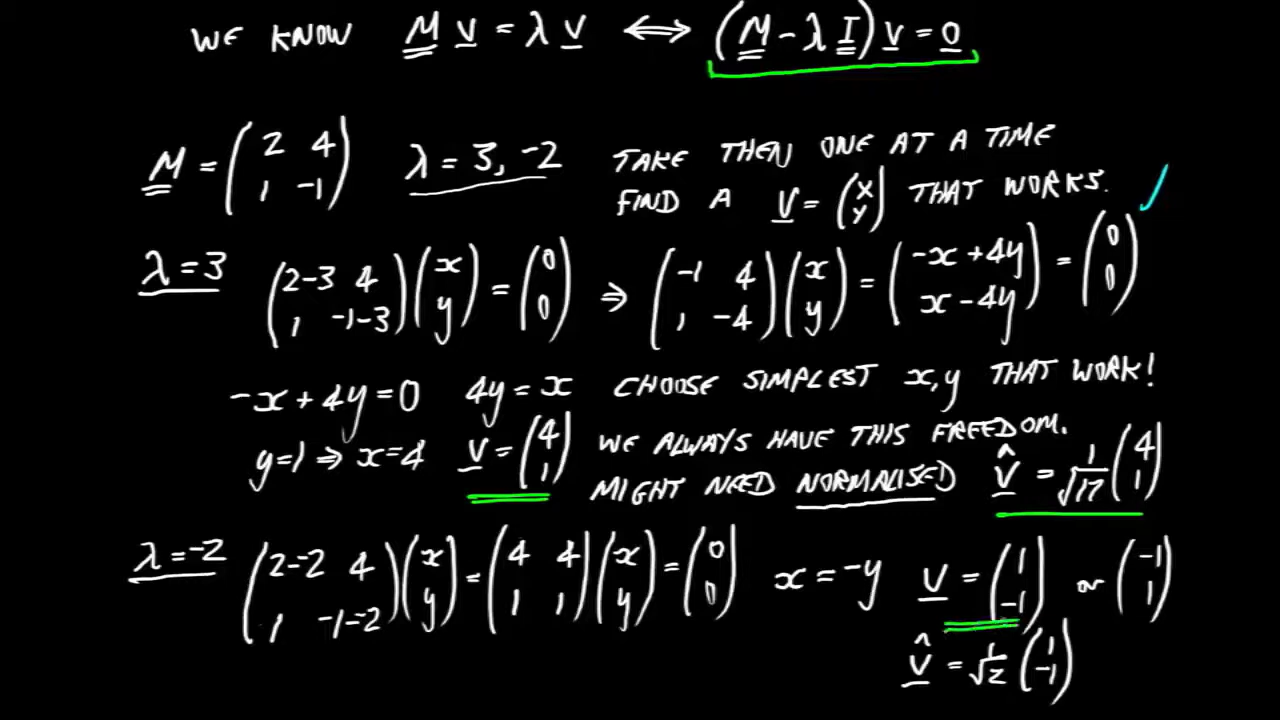 WE KNOW M v = λ v ⟺ (M - λ I) v = 0
M = (2 4; 1 -1) λ = 3, -2 TAKE THEN ONE AT A TIME
FIND A v = (x; y) THAT WORKS. ✓
λ = 3 (2-3 4; 1 -1-3)(x; y) = (0; 0) ⇒ (-1 4; 1 -4)(x; y) = (-x + 4y; x - 4y) = (0; 0)
-x + 4y = 0 4y = x CHOOSE SIMPLEST x, y THAT WORK!
y = 1 ⇒ x = 4 v = (4; 1) WE ALWAYS HAVE THIS FREEDOM.
MIGHT NEED NORMALISED v̂ = 1/√17 (4; 1)
λ = -2 (2--2 4; 1 -1--2)(x; y) = (4 4; 1 1)(x; y) = (0; 0) x = -y v = (1; -1) or (-1; 1)
v̂ = 1/√2 (1; -1)